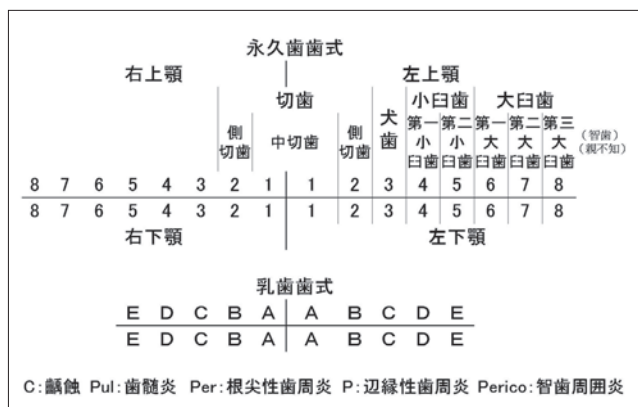 永久歯歯式
右上顎 左上顎
切歯 犬歯 小臼歯 大臼歯
側切歯 中切歯 側切歯 第一小臼歯 第二小臼歯 第一大臼歯 第二大臼歯 第三大臼歯 (智歯)(親不知)
8 7 6 5 4 3 2 1 1 2 3 4 5 6 7 8
8 7 6 5 4 3 2 1 1 2 3 4 5 6 7 8
右下顎 左下顎
乳歯歯式
E D C B A A B C D E
E D C B A A B C D E
C:齲蝕 Pul:歯髄炎 Per:根尖性歯周炎 P:辺縁性歯周炎 Perico:智歯周囲炎